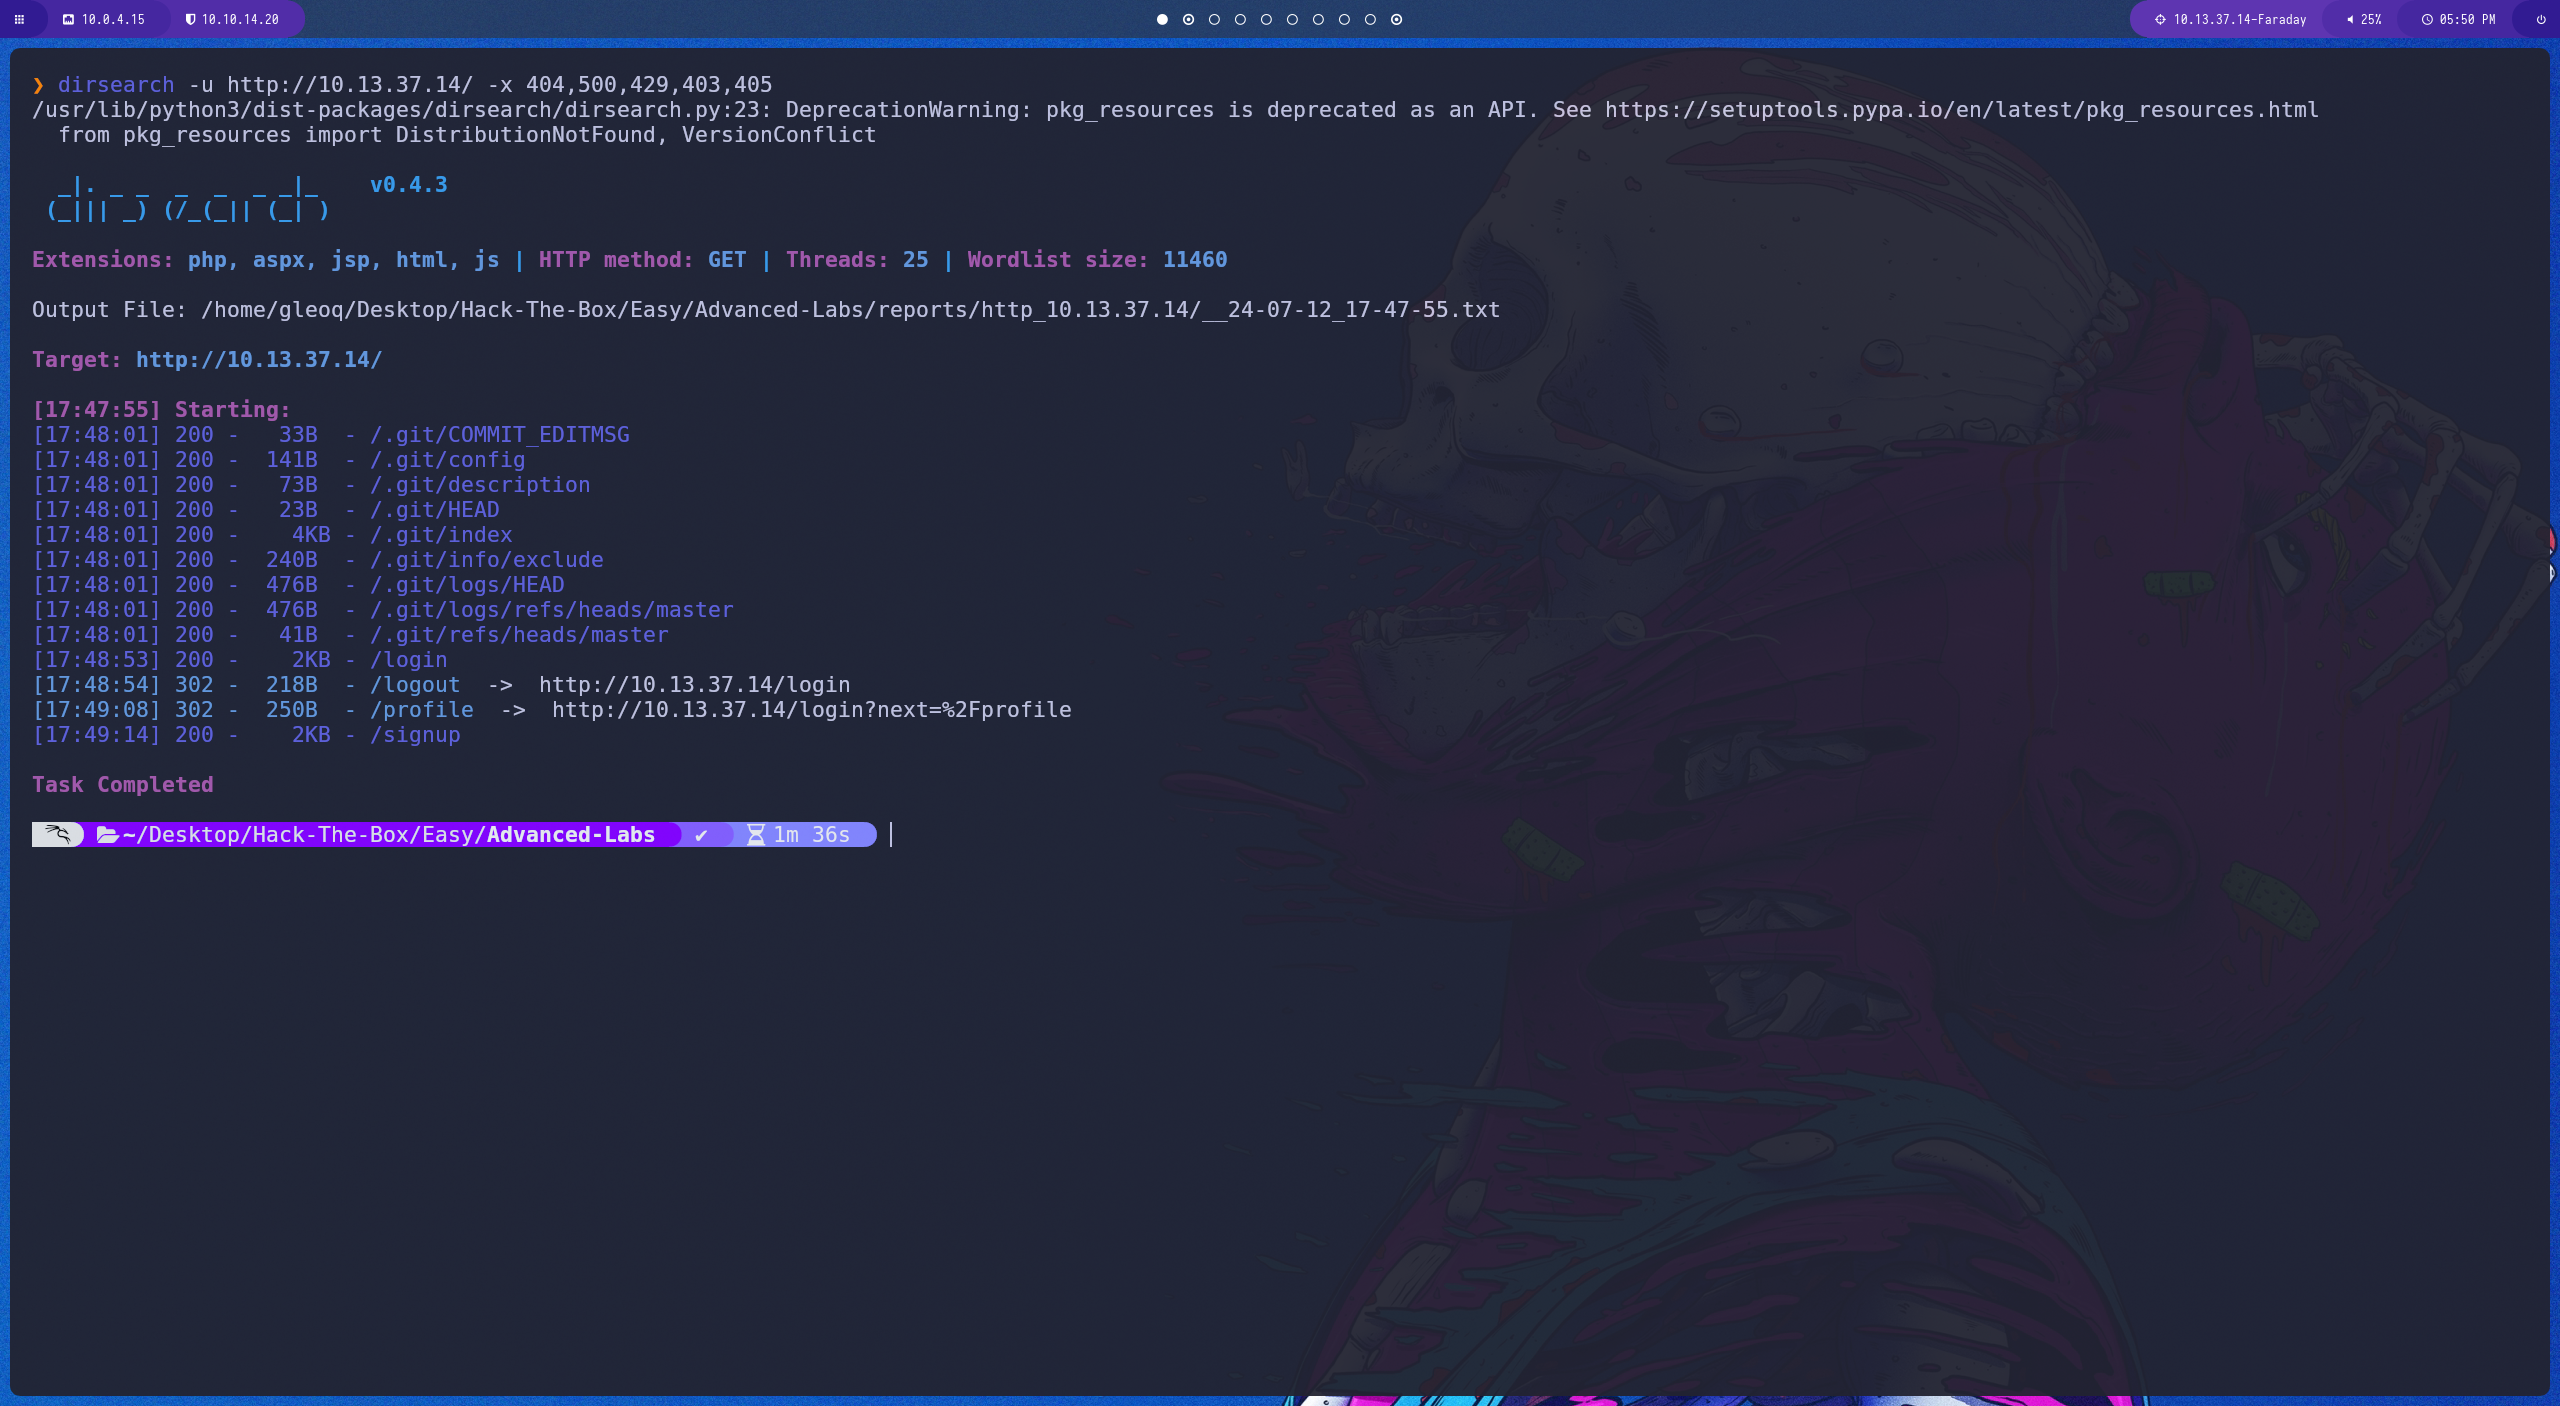 10.0.4.15 10.10.14.20 10.13.37.14-Faraday 25% 05:50 PM
❯ dirsearch -u http://10.13.37.14/ -x 404,500,429,403,405
/usr/lib/python3/dist-packages/dirsearch/dirsearch.py:23: DeprecationWarning: pkg_resources is deprecated as an API. See https://setuptools.pypa.io/en/latest/pkg_resources.html
  from pkg_resources import DistributionNotFound, VersionConflict
  _|. _ _  _  _  _ _|_    v0.4.3
 (_||| _) (/_(_|| (_| )
Extensions: php, aspx, jsp, html, js | HTTP method: GET | Threads: 25 | Wordlist size: 11460
Output File: /home/gleoq/Desktop/Hack-The-Box/Easy/Advanced-Labs/reports/http_10.13.37.14/__24-07-12_17-47-55.txt
Target: http://10.13.37.14/
[17:47:55] Starting:
[17:48:01] 200 -   33B  - /.git/COMMIT_EDITMSG
[17:48:01] 200 -  141B  - /.git/config
[17:48:01] 200 -   73B  - /.git/description
[17:48:01] 200 -   23B  - /.git/HEAD
[17:48:01] 200 -    4KB - /.git/index
[17:48:01] 200 -  240B  - /.git/info/exclude
[17:48:01] 200 -  476B  - /.git/logs/HEAD
[17:48:01] 200 -  476B  - /.git/logs/refs/heads/master
[17:48:01] 200 -   41B  - /.git/refs/heads/master
[17:48:53] 200 -    2KB - /login
[17:48:54] 302 -  218B  - /logout  ->  http://10.13.37.14/login
[17:49:08] 302 -  250B  - /profile  ->  http://10.13.37.14/login?next=%2Fprofile
[17:49:14] 200 -    2KB - /signup
Task Completed
~/Desktop/Hack-The-Box/Easy/Advanced-Labs ✔ 1m 36s